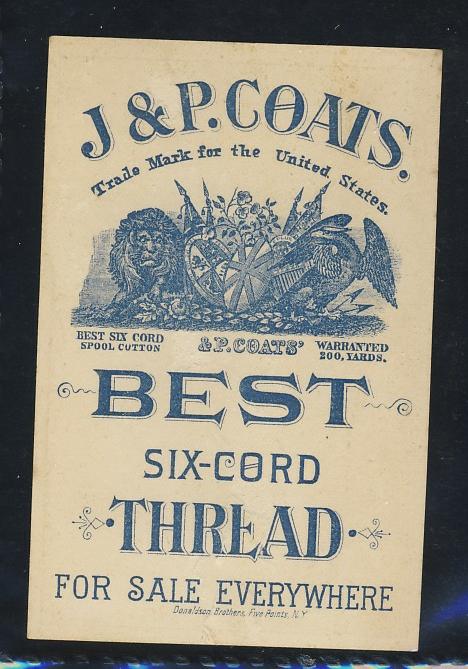 J & P. COATS.
Trade Mark for the United States.
BEST SIX CORD
SPOOL COTTON
& P. COATS'
WARRANTED
200, YARDS.
BEST
SIX-CORD
THREAD
FOR SALE EVERYWHERE
Donaldson Brothers, Five Points, N.Y